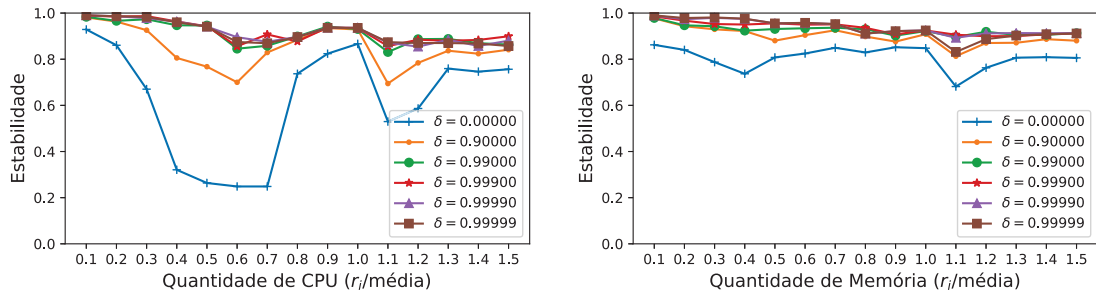 Estabilidade
1.0
0.8
0.6
0.4
0.2
0.0
δ = 0.00000
δ = 0.90000
δ = 0.99000
δ = 0.99900
δ = 0.99990
δ = 0.99999
0.1 0.2 0.3 0.4 0.5 0.6 0.7 0.8 0.9 1.0 1.1 1.2 1.3 1.4 1.5
Quantidade de CPU (ri/média)
Estabilidade
1.0
0.8
0.6
0.4
0.2
0.0
δ = 0.00000
δ = 0.90000
δ = 0.99000
δ = 0.99900
δ = 0.99990
δ = 0.99999
0.1 0.2 0.3 0.4 0.5 0.6 0.7 0.8 0.9 1.0 1.1 1.2 1.3 1.4 1.5
Quantidade de Memória (ri/média)